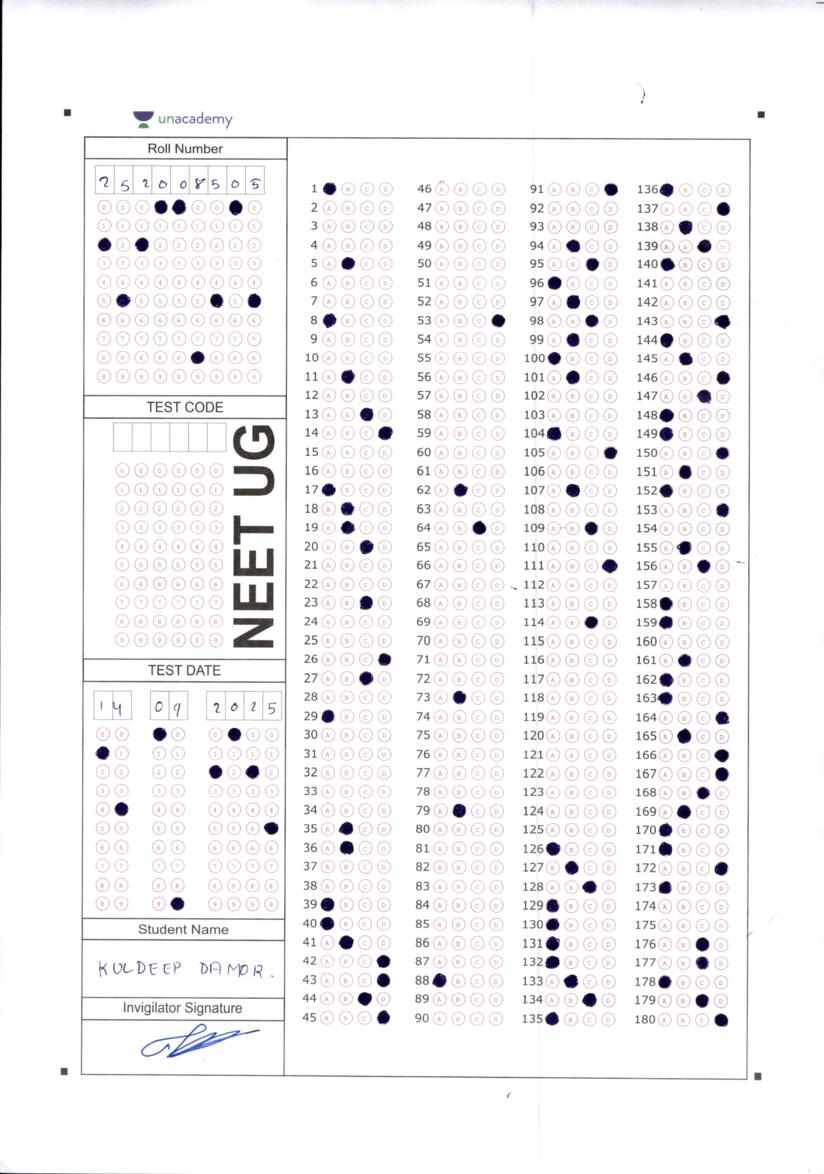 unacademy
Roll Number
2 5 2 0 0 8 5 0 5
TEST CODE
NEET UG
TEST DATE
14 09 2025
Student Name
KULDEEP DAMOR.
Invigilator Signature
1 B C D
2 A B C D
3 A B C D
4 A B C D
5 A C D
6 A B C D
7 A B C D
8 B C D
9 A B C D
10 A B C D
11 A C D
12 A B C D
13 A B D
14 A B C
15 A B C D
16 A B C D
17 B C D
18 A C D
19 A C D
20 A B D
21 A B C D
22 A B C D
23 A B D
24 A B C D
25 A B C D
26 A B C
27 A B D
28 A B C D
29 B C D
30 A B C D
31 A B C D
32 A B C D
33 A B C D
34 A B C D
35 A C D
36 A C D
37 A B C D
38 A B C D
39 B C D
40 B C D
41 A C D
42 A B C
43 A B C
44 A B D
45 A B C
46 A B C D
47 A B C D
48 A B C D
49 A B C D
50 A B C D
51 A B C D
52 A B C D
53 A B C
54 A B C D
55 A B C D
56 A B C D
57 A B C D
58 A B C D
59 A B C D
60 A B C D
61 A B C D
62 A C D
63 A B C D
64 A B D
65 A B C D
66 A B C D
67 A B C D
68 A B C D
69 A B C D
70 A B C D
71 A B C D
72 A B C D
73 A C D
74 A B C D
75 A B C D
76 A B C D
77 A B C D
78 A B C D
79 A C D
80 A B C D
81 A B C D
82 A B C D
83 A B C D
84 A B C D
85 A B C D
86 A B C D
87 A B C D
88 B C D
89 A B C D
90 A B C D
91 A B C
92 A B C D
93 A B C D
94 A C D
95 A B D
96 B C D
97 A C D
98 A B D
99 A C D
100 B C D
101 A C D
102 A B C D
103 A B C D
104 B C D
105 A B C
106 A B C D
107 A C D
108 A B C D
109 A B D
110 A B C D
111 A B C
112 A B C D
113 A B C D
114 A B D
115 A B C D
116 A B C D
117 A B C D
118 A B C D
119 A B C D
120 A B C D
121 A B C D
122 A B C D
123 A B C D
124 A B C D
125 A B C D
126 B C D
127 A C D
128 A B D
129 B C D
130 B C D
131 B C D
132 B C D
133 A C D
134 A B D
135 B C D
136 B C D
137 A B C
138 A C D
139 A B D
140 B C D
141 A B C D
142 A B C D
143 A B C
144 B C D
145 A C D
146 A B C
147 A B D
148 B C D
149 B C D
150 A B C
151 A C D
152 B C D
153 A B C
154 A B C D
155 A C D
156 A B D
157 A B C D
158 B C D
159 B C D
160 A B C D
161 A C D
162 B C D
163 B C D
164 A B C
165 A C D
166 A B C
167 A B C
168 A B D
169 A C D
170 B C D
171 B C D
172 A B C
173 B C D
174 A B C D
175 A B C D
176 A B D
177 A B D
178 B C D
179 A B D
180 A B C